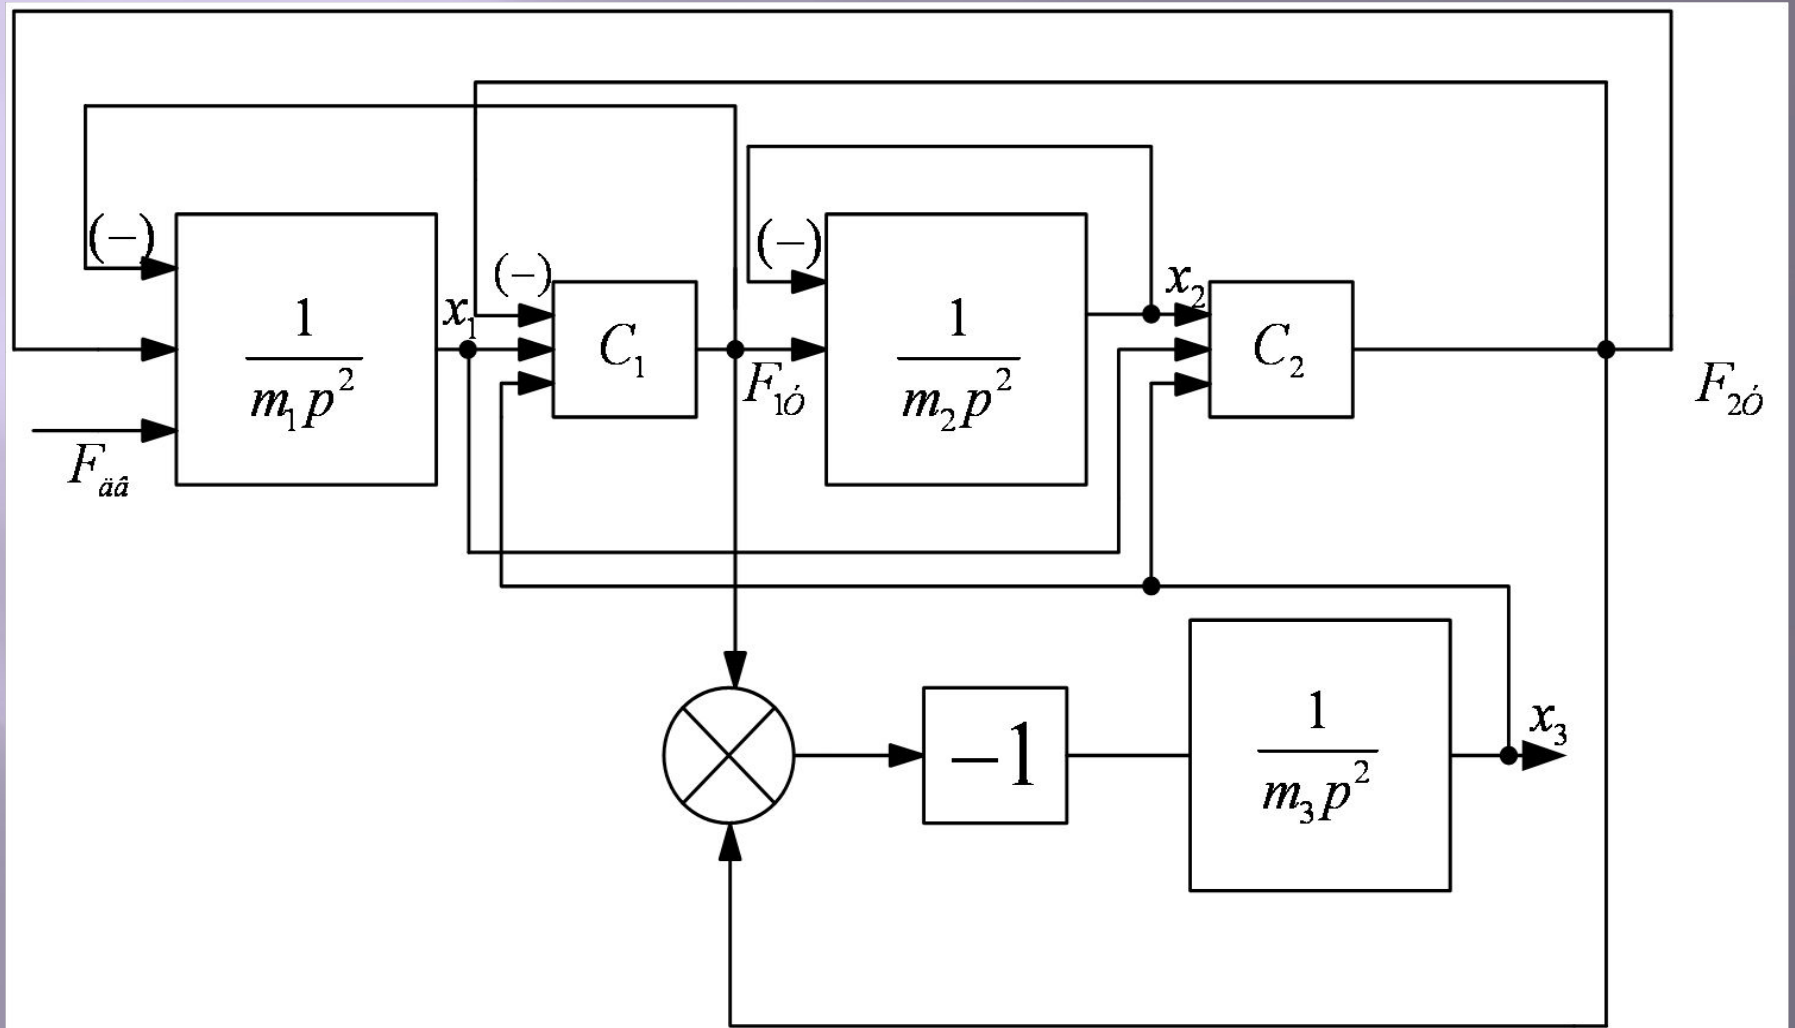 (−)
(−)
(−)
x₁
x₂
1
m₁p²
C₁
F₁Ó
1
m₂p²
C₂
F₂Ó
Fäâ
−1
1
m₃p²
x₃